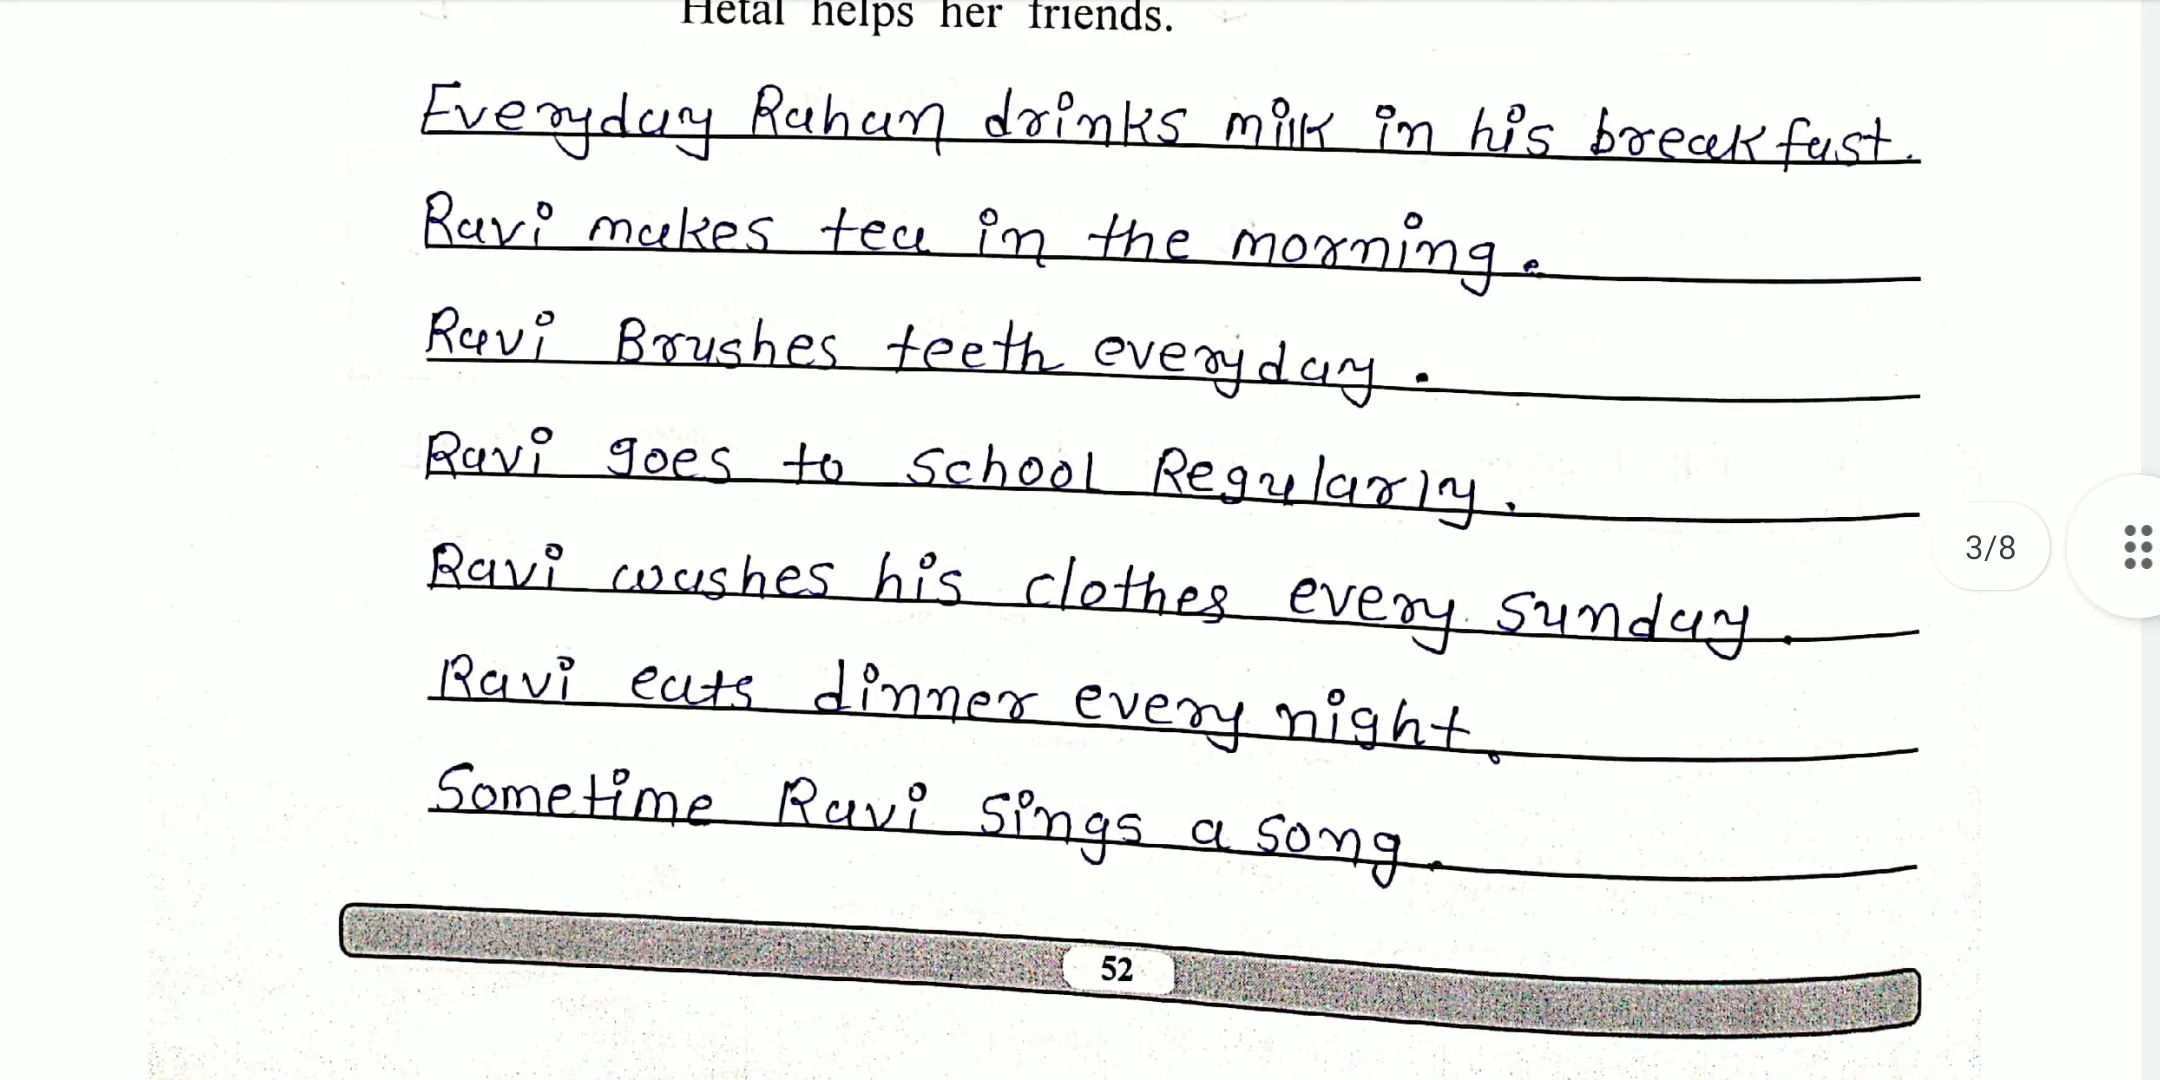 Hetal helps her friends.
Everyday Rahan drinks milk in his breakfast.
Ravi makes tea in the morning.
Ravi Brushes teeth everyday.
Ravi goes to school Regularly.
3/8
Ravi washes his clothes every Sunday.
Ravi eats dinner every night.
Sometime Ravi sings a song.
52